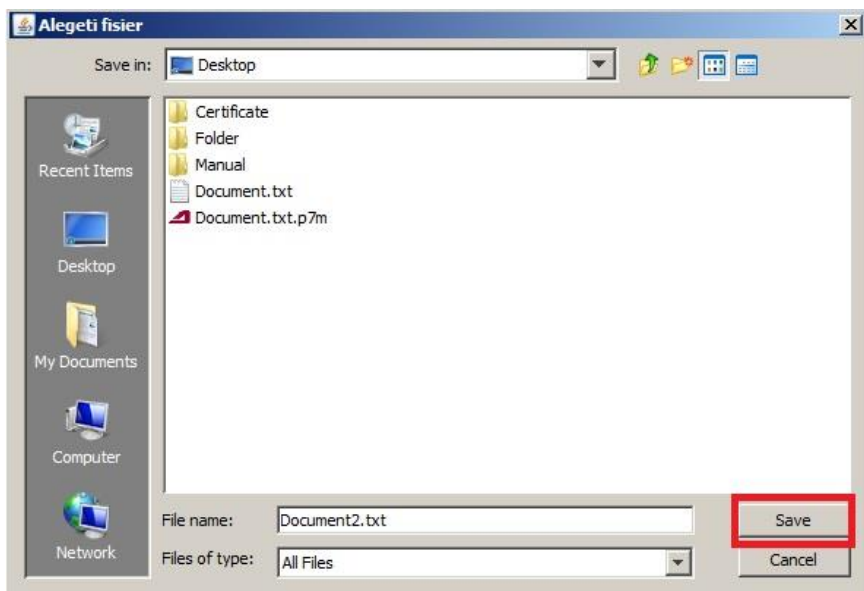 Alegeti fisier
Save in: Desktop
Recent Items
Desktop
My Documents
Computer
Network
Certificate
Folder
Manual
Document.txt
Document.txt.p7m
File name: Document2.txt Save
Files of type: All Files Cancel